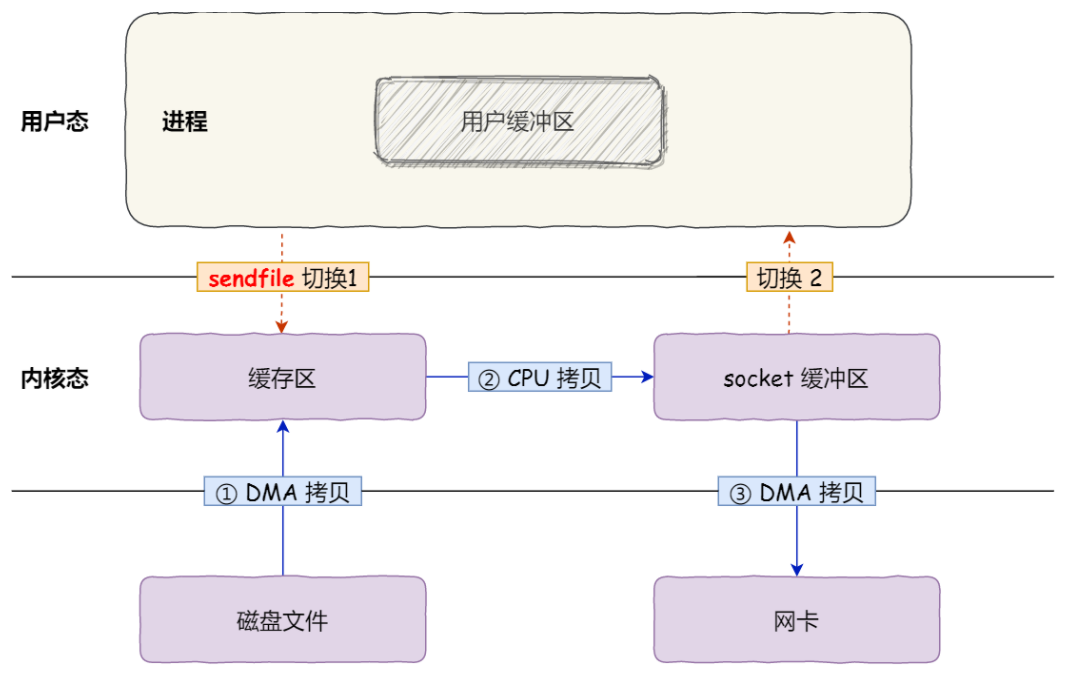 用户态
进程
用户缓冲区
sendfile 切换1
切换 2
内核态
缓存区
② CPU 拷贝
socket 缓冲区
① DMA 拷贝
③ DMA 拷贝
磁盘文件
网卡